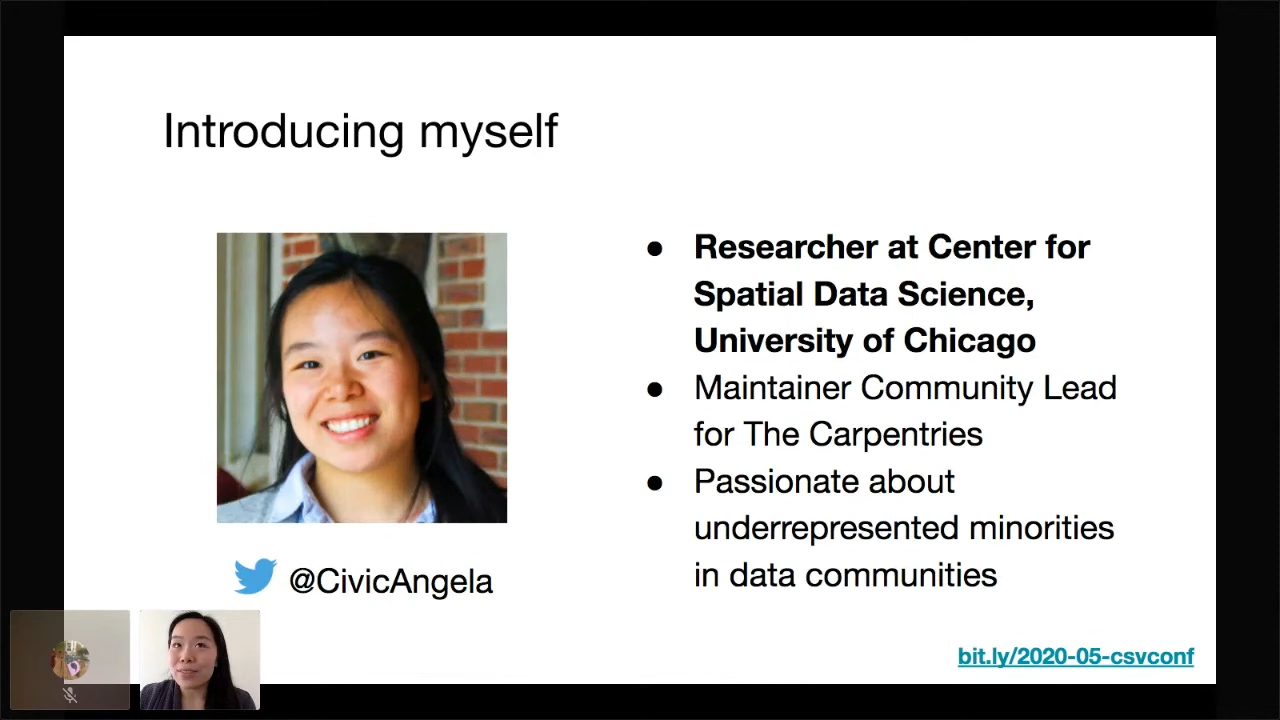 Introducing myself
● Researcher at Center for
Spatial Data Science,
University of Chicago
● Maintainer Community Lead
for The Carpentries
● Passionate about
underrepresented minorities
in data communities
@CivicAngela
bit.ly/2020-05-csvconf